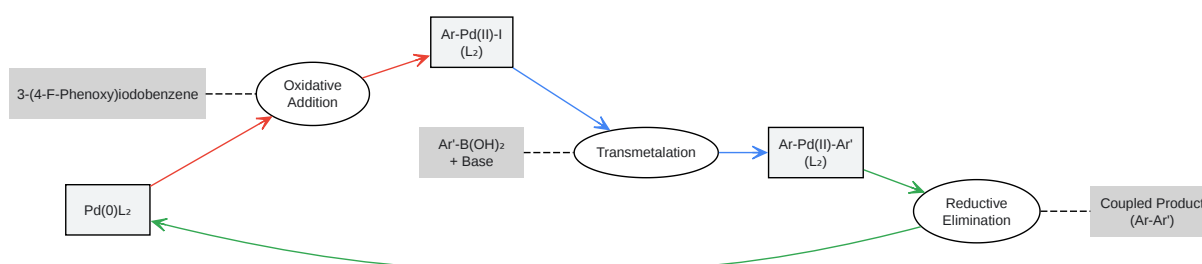 Ar-Pd(II)-I
(L₂)
Oxidative
Addition
3-(4-F-Phenoxy)iodobenzene
Ar'-B(OH)₂
+ Base
Transmetalation
Ar-Pd(II)-Ar'
(L₂)
Pd(0)L₂
Reductive
Elimination
Coupled Product
(Ar-Ar')